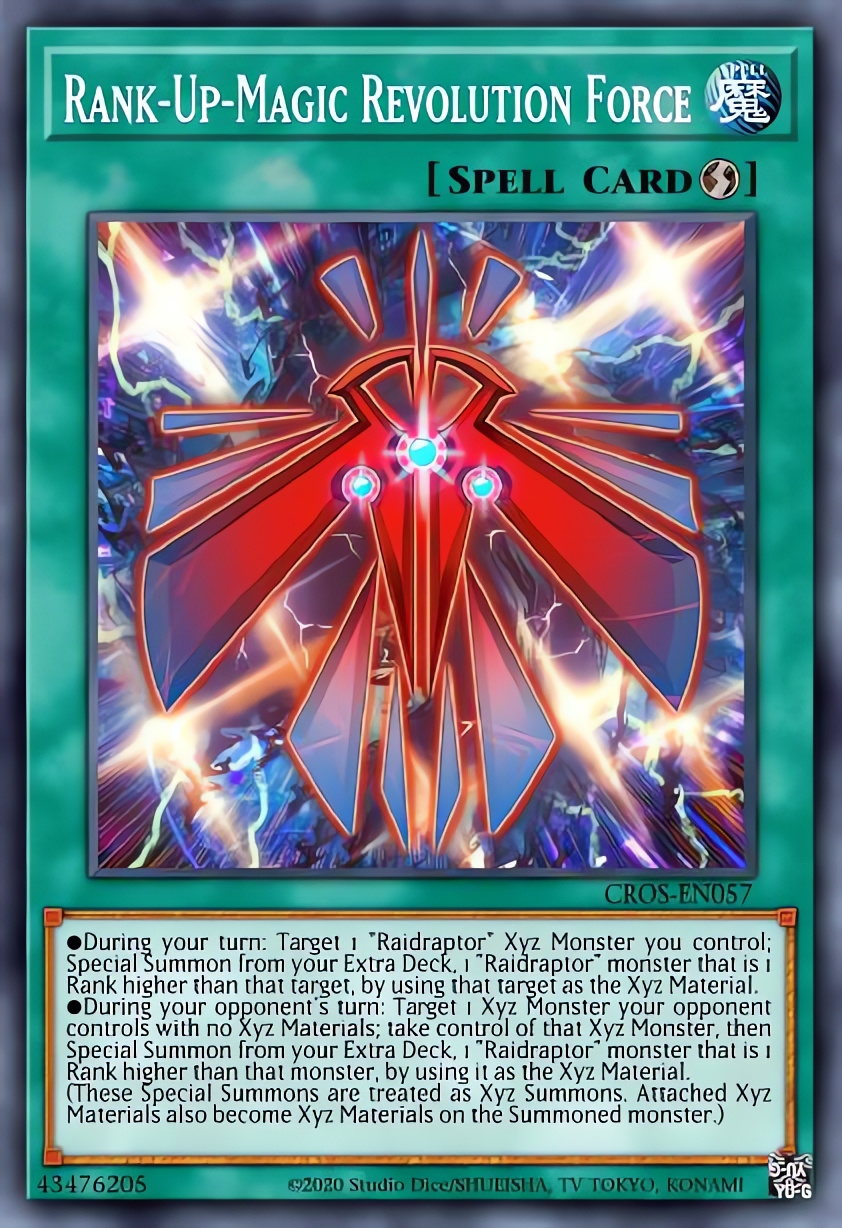 RANK-UP-MAGIC REVOLUTION FORCE
SPELL
魔
[SPELL CARD]
CROS-EN057
●During your turn: Target 1 "Raidraptor" Xyz Monster you control;
Special Summon from your Extra Deck, 1 "Raidraptor" monster that is 1
Rank higher than that target, by using that target as the Xyz Material.
●During your opponent's turn: Target 1 Xyz Monster your opponent
controls with no Xyz Materials; take control of that Xyz Monster, then
Special Summon from your Extra Deck, 1 "Raidraptor" monster that is 1
Rank higher than that monster, by using it as the Xyz Material.
(These Special Summons are treated as Xyz Summons. Attached Xyz
Materials also become Xyz Materials on the Summoned monster.)
43476205
©2020 Studio Dice/SHUEISHA, TV TOKYO, KONAMI